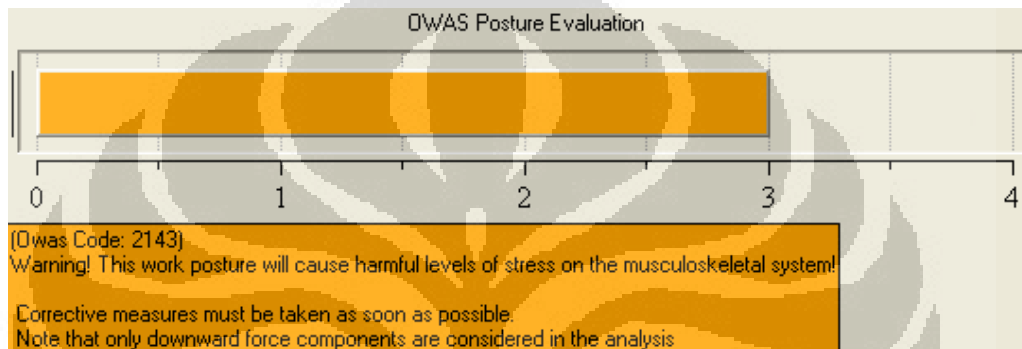 OWAS Posture Evaluation
0 1 2 3 4
(Owas Code: 2143)
Warning! This work posture will cause harmful levels of stress on the musculoskeletal system!
Corrective measures must be taken as soon as possible.
Note that only downward force components are considered in the analysis